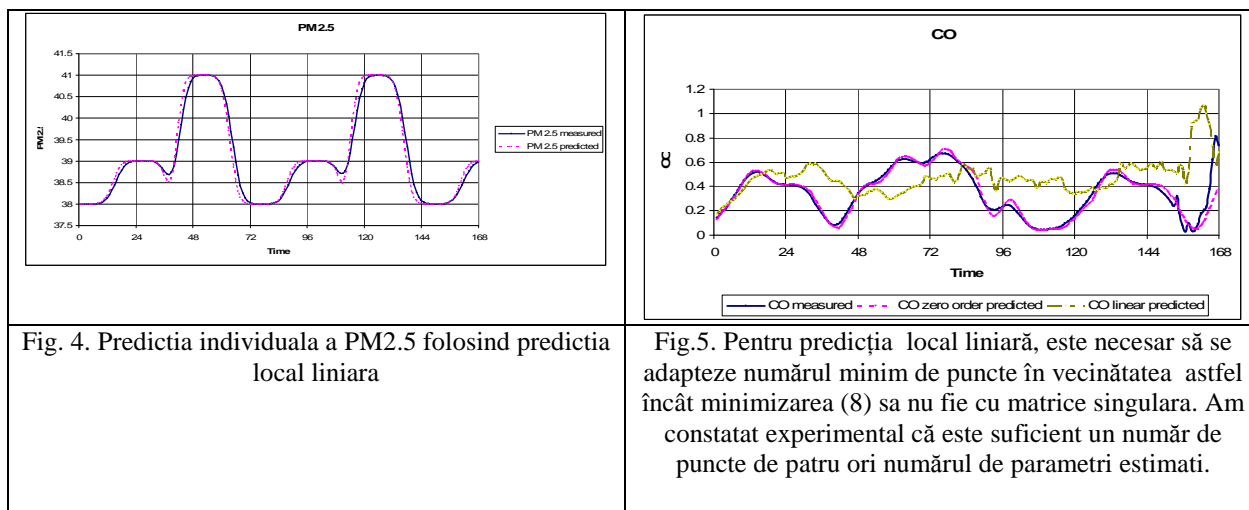 PM2.5
41.5
41
40.5
40
39.5
39
38.5
38
37.5
PM2.5
0 24 48 72 96 120 144 168
Time
PM 2.5 measured
PM 2.5 predicted
CO
1.2
1
0.8
0.6
0.4
0.2
0
0 24 48 72 96 120 144 168
Time
CO measured CO zero order predicted CO linear predicted
Fig. 4. Predictia individuala a PM2.5 folosind predictia
local liniara
Fig.5. Pentru predicția local liniară, este necesar să se
adapteze numărul minim de puncte în vecinătatea astfel
încât minimizarea (8) sa nu fie cu matrice singulara. Am
constatat experimental că este suficient un număr de
puncte de patru ori numărul de parametri estimati.